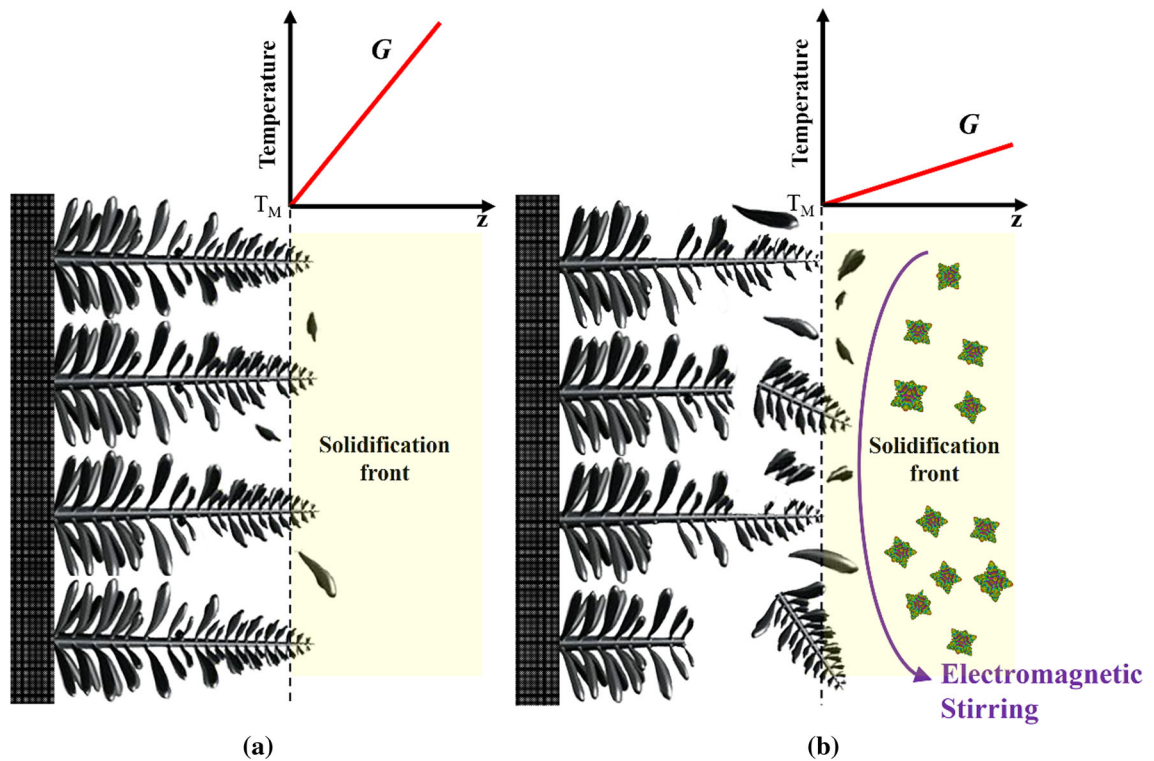 Temperature
G
T_M
z
Solidification
front
(a)
Temperature
G
T_M
z
Solidification
front
Electromagnetic
Stirring
(b)